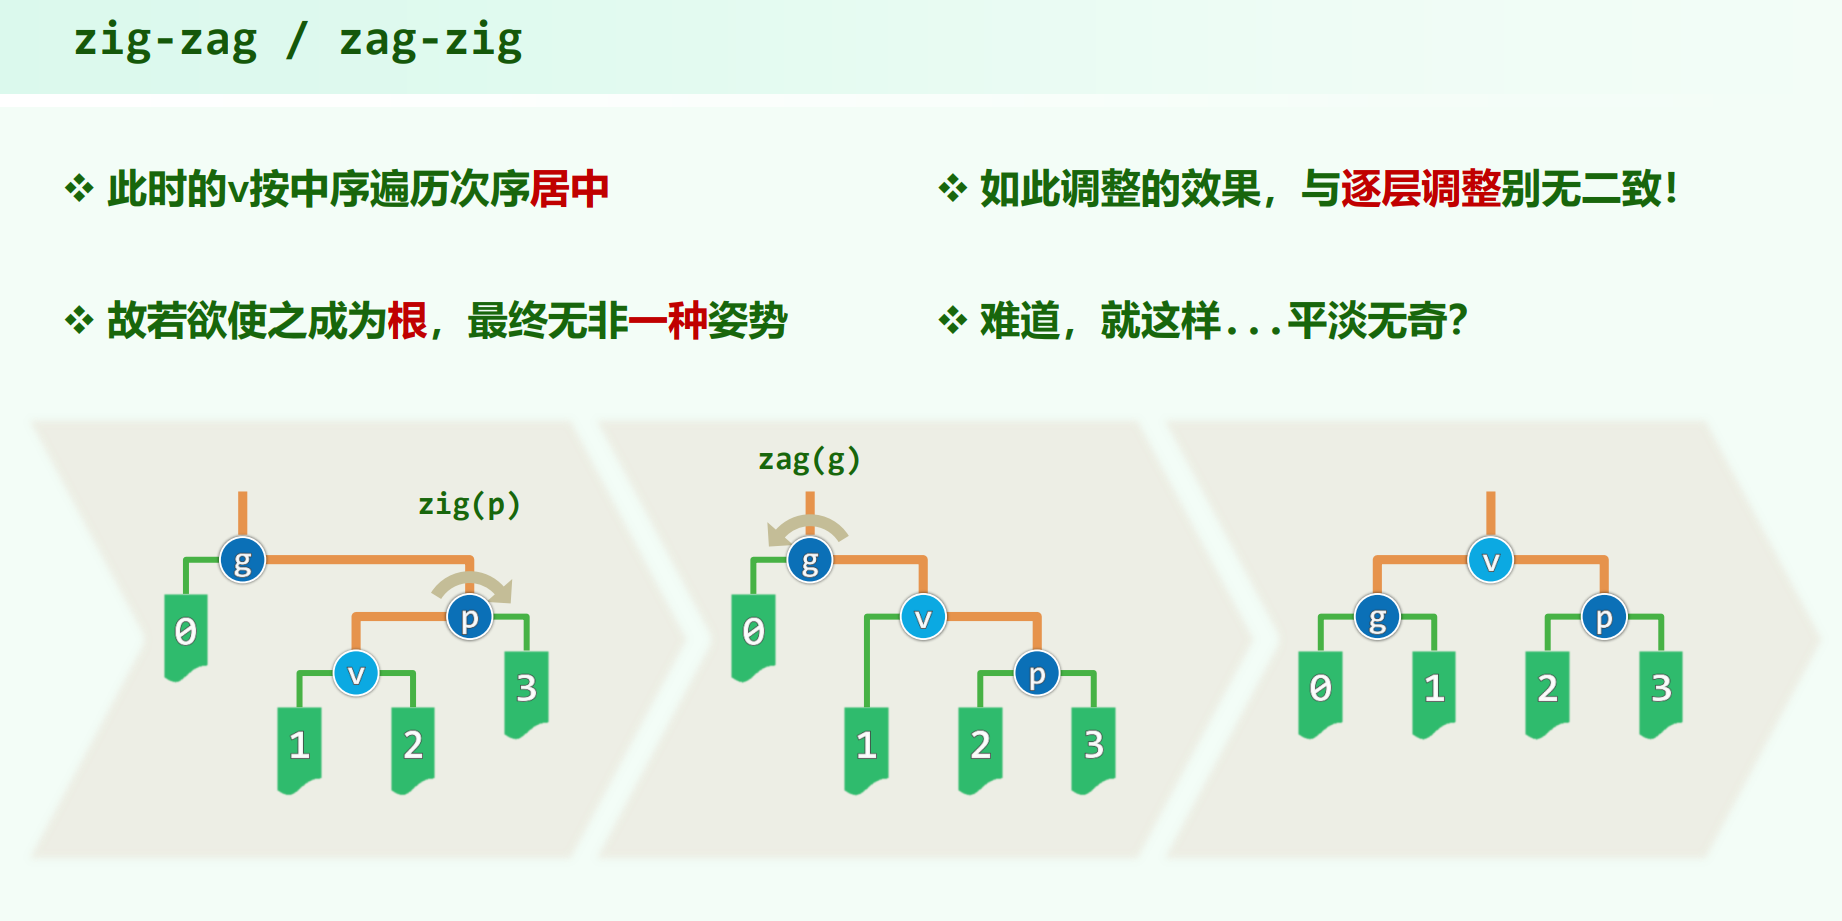 zig-zag / zag-zig
此时的v按中序遍历次序居中
故若欲使之成为根，最终无非一种姿势
如此调整的效果，与逐层调整别无二致！
难道，就这样...平淡无奇？
zig(p)
g
0
p
v
3
1
2
zag(g)
g
0
v
p
1
2
3
v
g
p
0
1
2
3